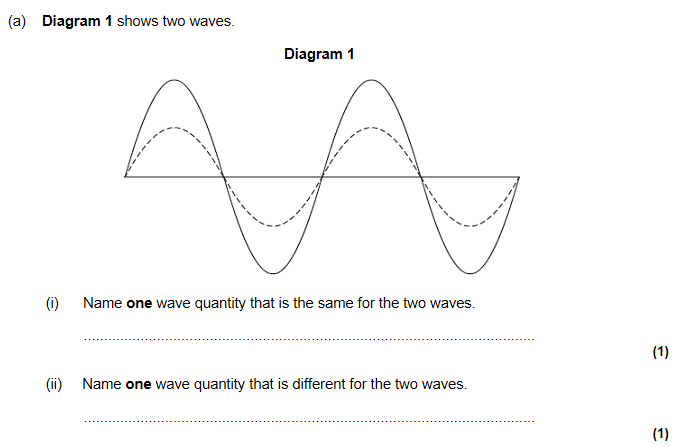 (a) Diagram 1 shows two waves.
Diagram 1
(i) Name one wave quantity that is the same for the two waves.
(1)
(ii) Name one wave quantity that is different for the two waves.
(1)